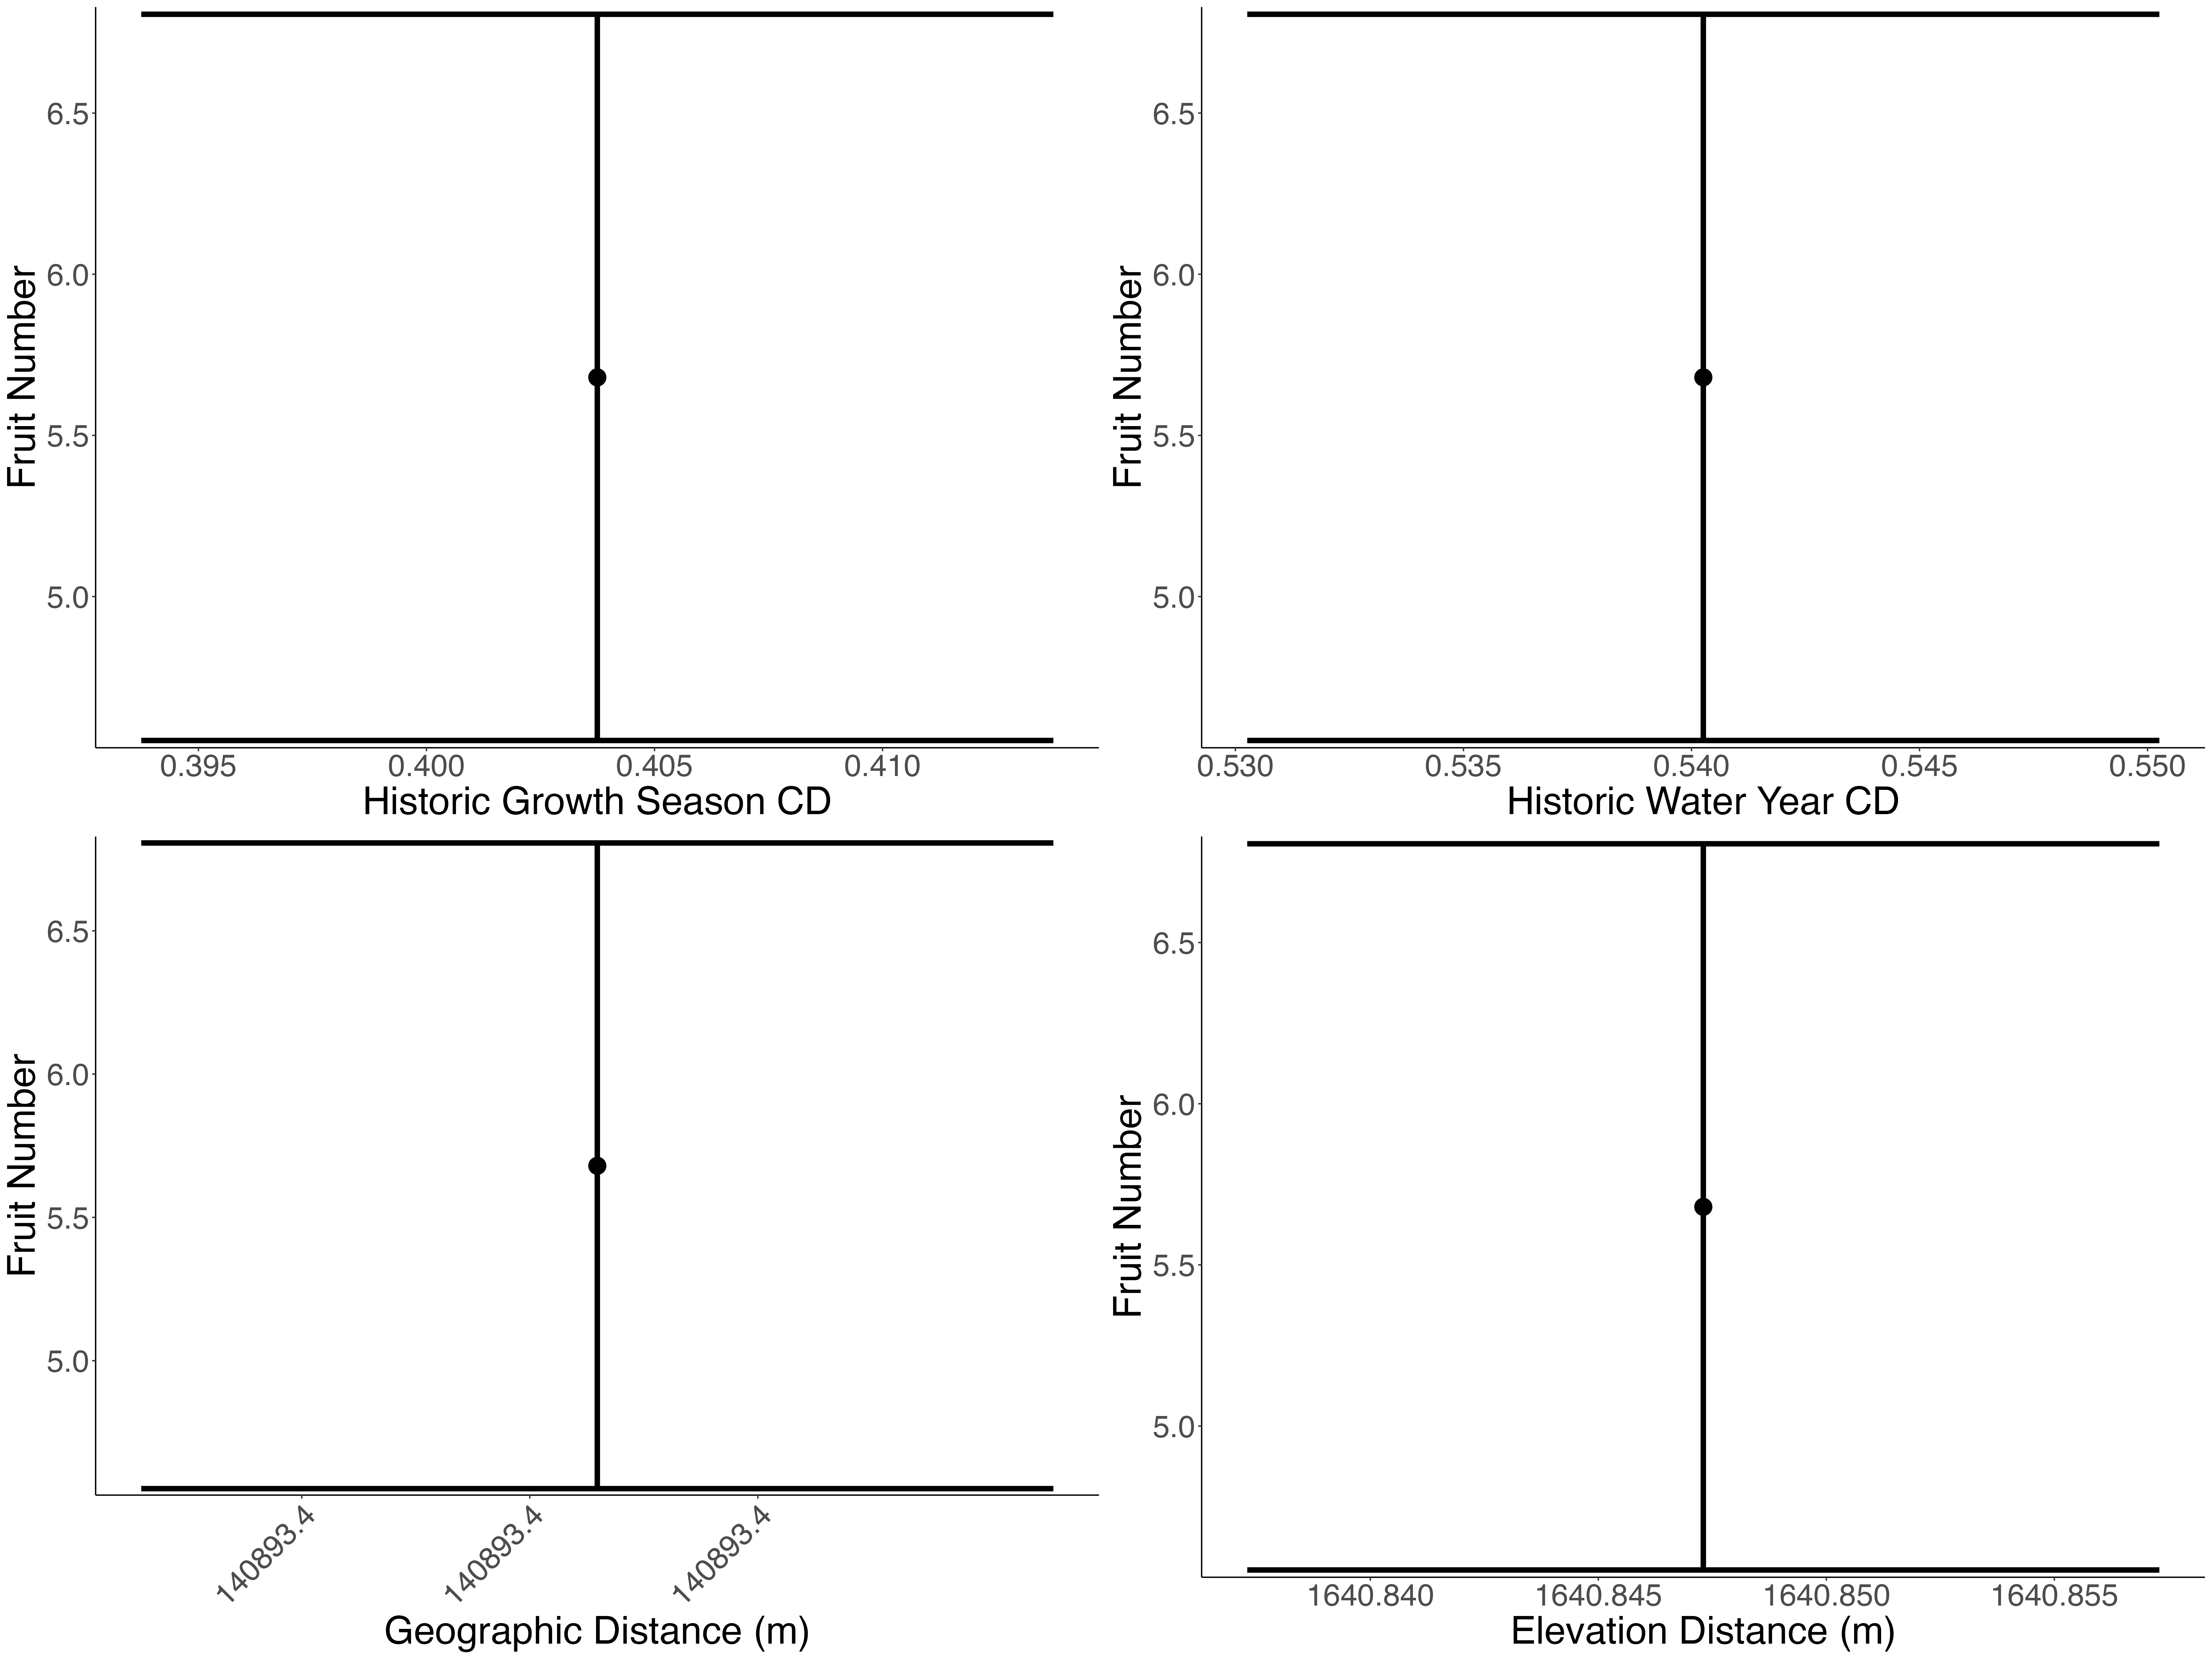 Fruit Number
6.5
6.0
5.5
5.0
0.395 0.400 0.405 0.410
Historic Growth Season CD
Fruit Number
6.5
6.0
5.5
5.0
0.530 0.535 0.540 0.545 0.550
Historic Water Year CD
Fruit Number
6.5
6.0
5.5
5.0
140893.4 140893.4 140893.4
Geographic Distance (m)
Fruit Number
6.5
6.0
5.5
5.0
1640.840 1640.845 1640.850 1640.855
Elevation Distance (m)